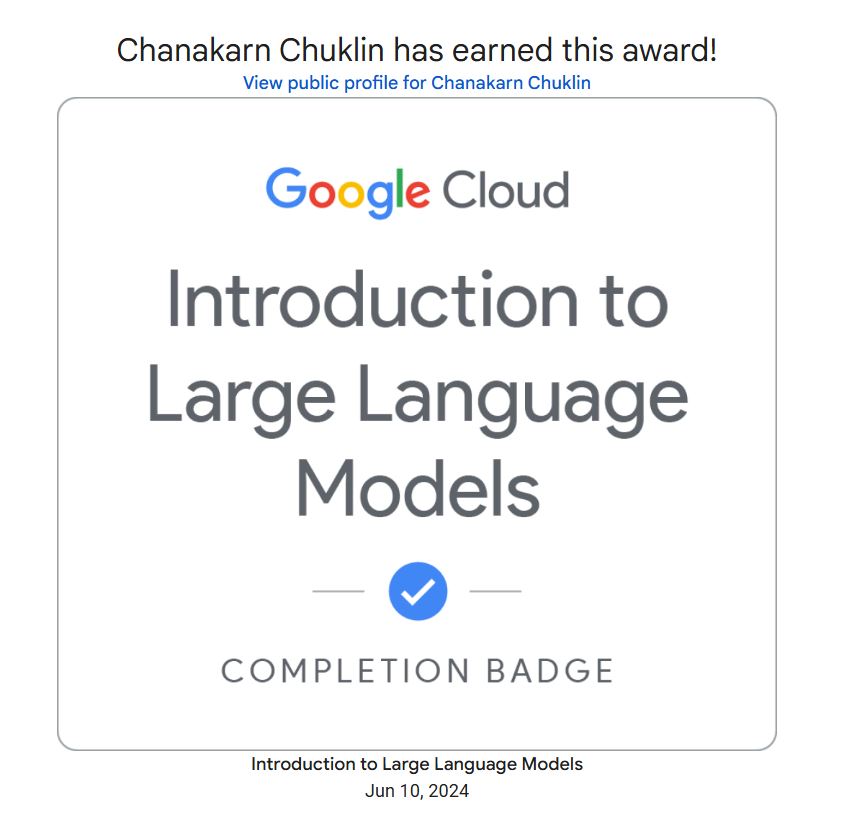 Chanakarn Chuklin has earned this award!
View public profile for Chanakarn Chuklin
Google Cloud
Introduction to
Large Language
Models
COMPLETION BADGE
Introduction to Large Language Models
Jun 10, 2024